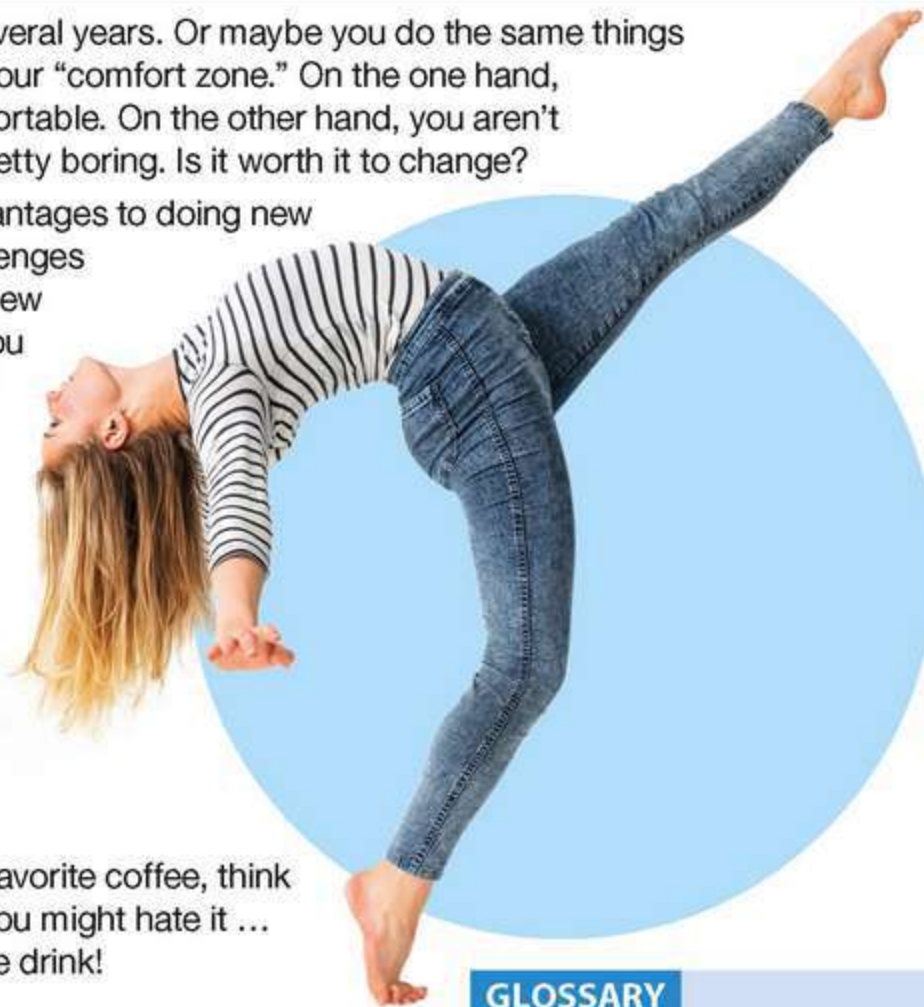 veral years. Or maybe you do the same things
our “comfort zone.” On the one hand,
ortable. On the other hand, you aren’t
etty boring. Is it worth it to change?
antages to doing new
enges
ew
ou
avorite coffee, think
ou might hate it ...
e drink!
GLOSSARY